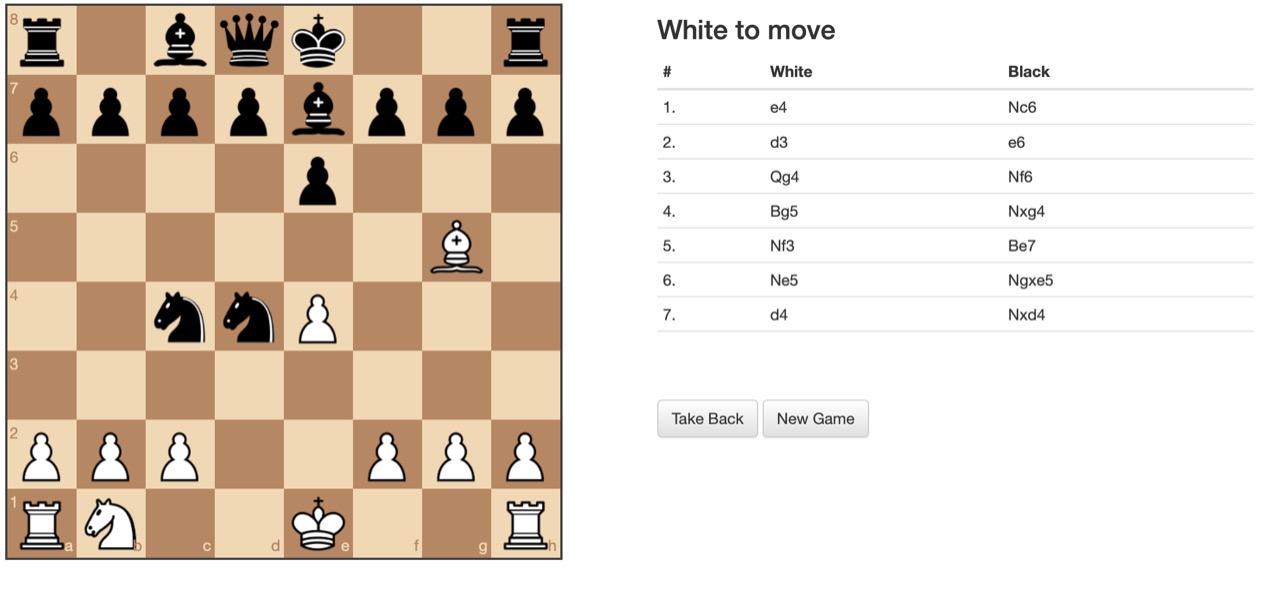 8
7
6
5
4
3
2
1
a b c d e f g h
White to move
# White Black
1. e4 Nc6
2. d3 e6
3. Qg4 Nf6
4. Bg5 Nxg4
5. Nf3 Be7
6. Ne5 Ngxe5
7. d4 Nxd4
Take Back New Game